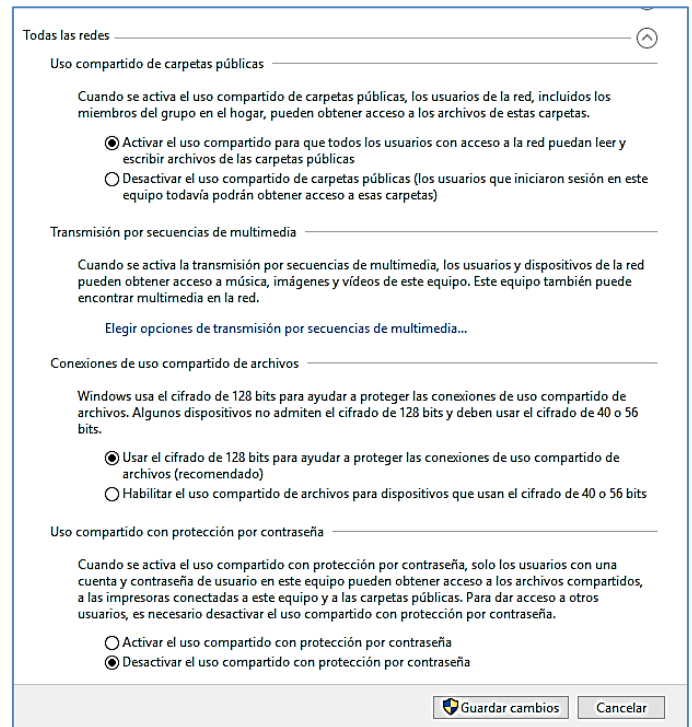 Todas las redes
Uso compartido de carpetas públicas
Cuando se activa el uso compartido de carpetas públicas, los usuarios de la red, incluidos los
miembros del grupo en el hogar, pueden obtener acceso a los archivos de estas carpetas.
Activar el uso compartido para que todos los usuarios con acceso a la red puedan leer y
escribir archivos de las carpetas públicas
Desactivar el uso compartido de carpetas públicas (los usuarios que iniciaron sesión en este
equipo todavía podrán obtener acceso a esas carpetas)
Transmisión por secuencias de multimedia
Cuando se activa la transmisión por secuencias de multimedia, los usuarios y dispositivos de la red
pueden obtener acceso a música, imágenes y vídeos de este equipo. Este equipo también puede
encontrar multimedia en la red.
Elegir opciones de transmisión por secuencias de multimedia...
Conexiones de uso compartido de archivos
Windows usa el cifrado de 128 bits para ayudar a proteger las conexiones de uso compartido de
archivos. Algunos dispositivos no admiten el cifrado de 128 bits y deben usar el cifrado de 40 o 56
bits.
Usar el cifrado de 128 bits para ayudar a proteger las conexiones de uso compartido de
archivos (recomendado)
Habilitar el uso compartido de archivos para dispositivos que usan el cifrado de 40 o 56 bits
Uso compartido con protección por contraseña
Cuando se activa el uso compartido con protección por contraseña, solo los usuarios con una
cuenta y contraseña de usuario en este equipo pueden obtener acceso a los archivos compartidos,
a las impresoras conectadas a este equipo y a las carpetas públicas. Para dar acceso a otros
usuarios, es necesario desactivar el uso compartido con protección por contraseña.
Activar el uso compartido con protección por contraseña
Desactivar el uso compartido con protección por contraseña
Guardar cambios
Cancelar